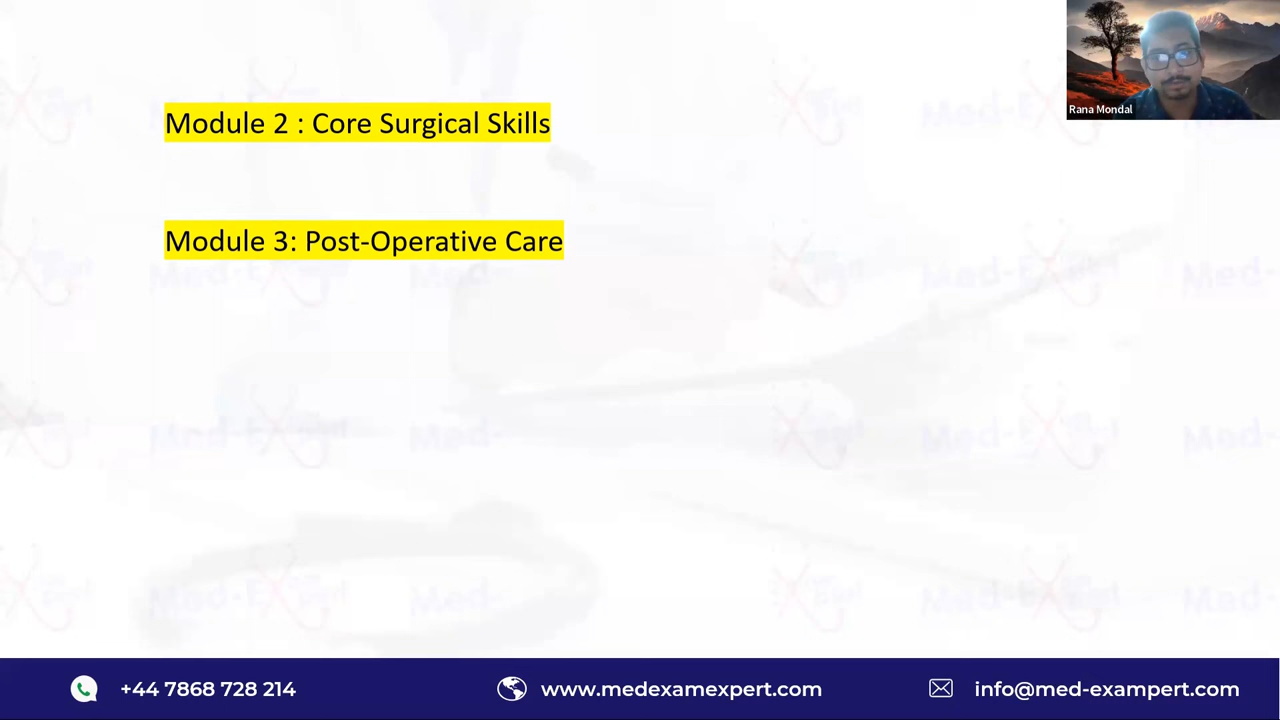 Rana Mondal
Module 2 : Core Surgical Skills
Module 3: Post-Operative Care
+44 7868 728 214
www.medexamexpert.com
info@med-exampert.com